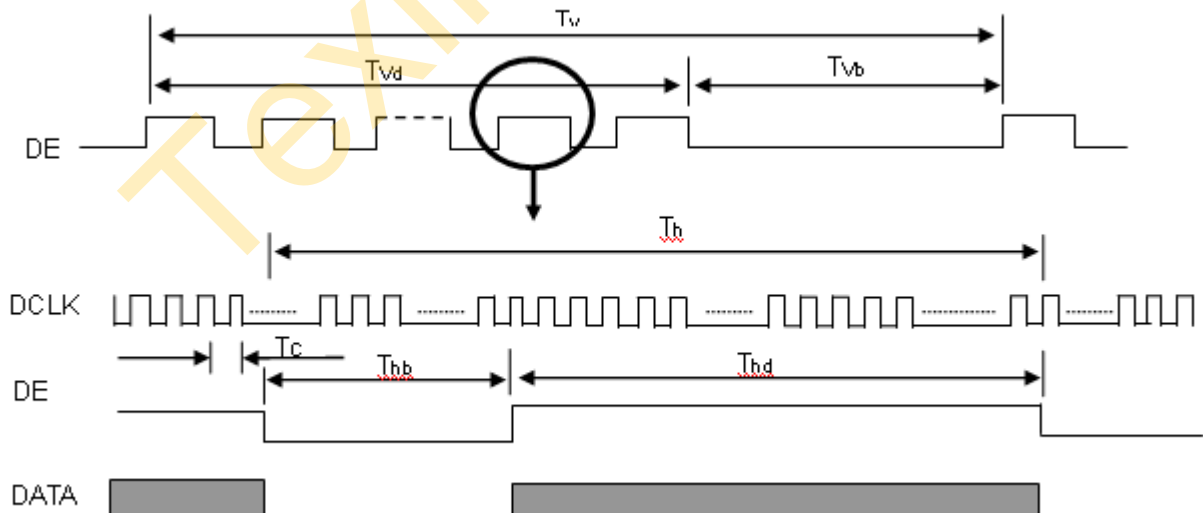 Tv
Tvd
Tvb
DE
Th
DCLK
Tc
Thb
Thd
DE
DATA